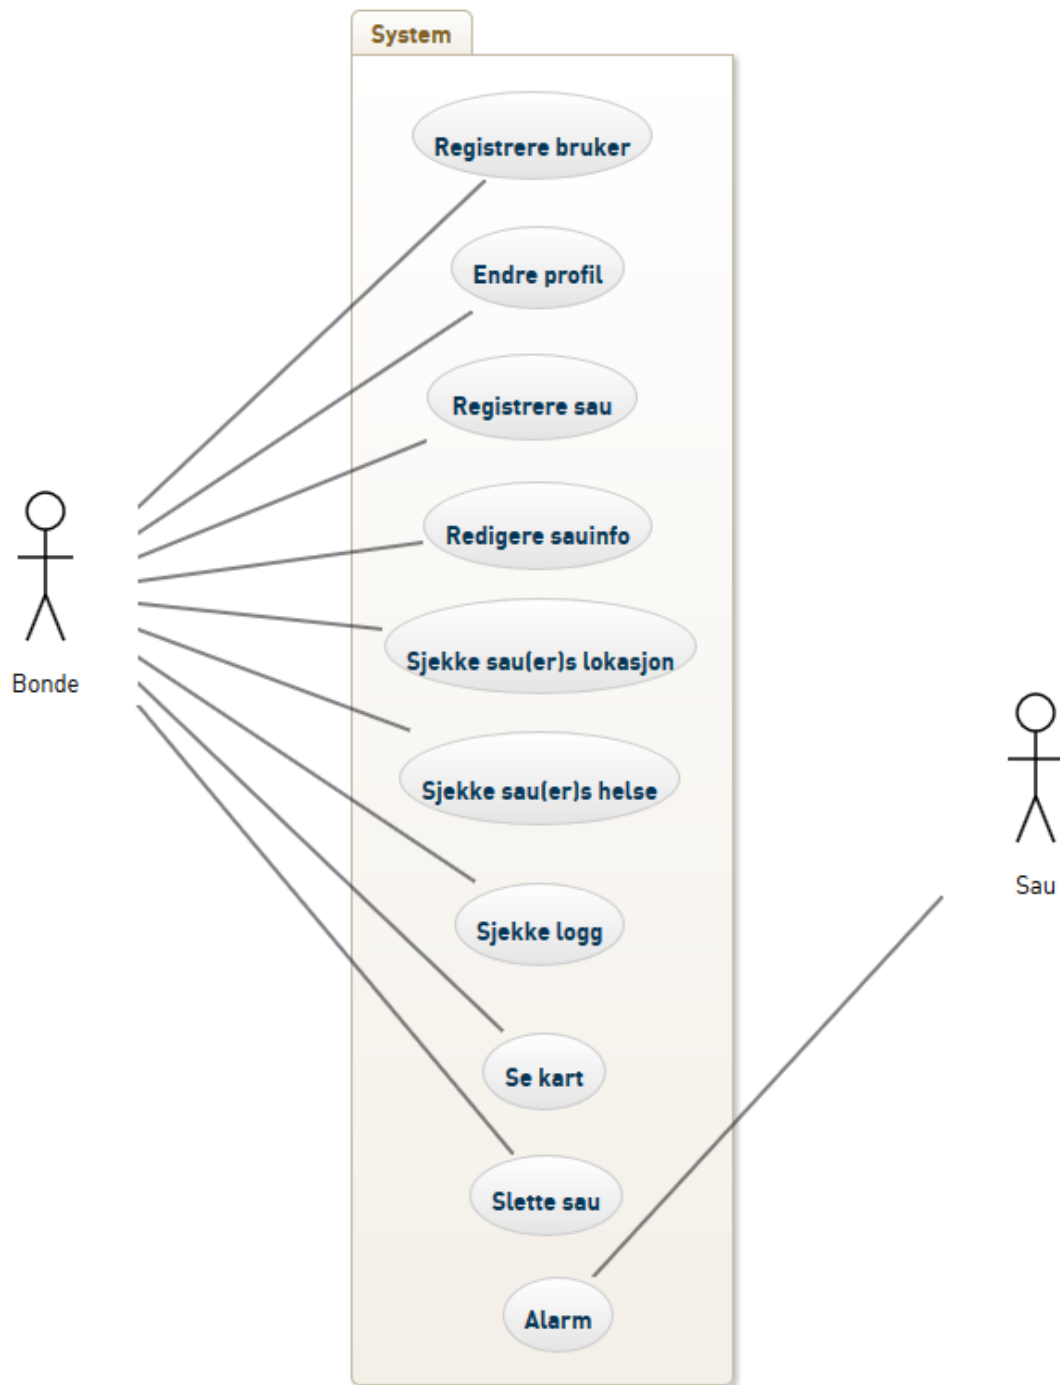 System
Registrere bruker
Endre profil
Registrere sau
Redigere sauinfo
Sjekke sau(er)s lokasjon
Bonde
Sjekke sau(er)s helse
Sau
Sjekke logg
Se kart
Slette sau
Alarm